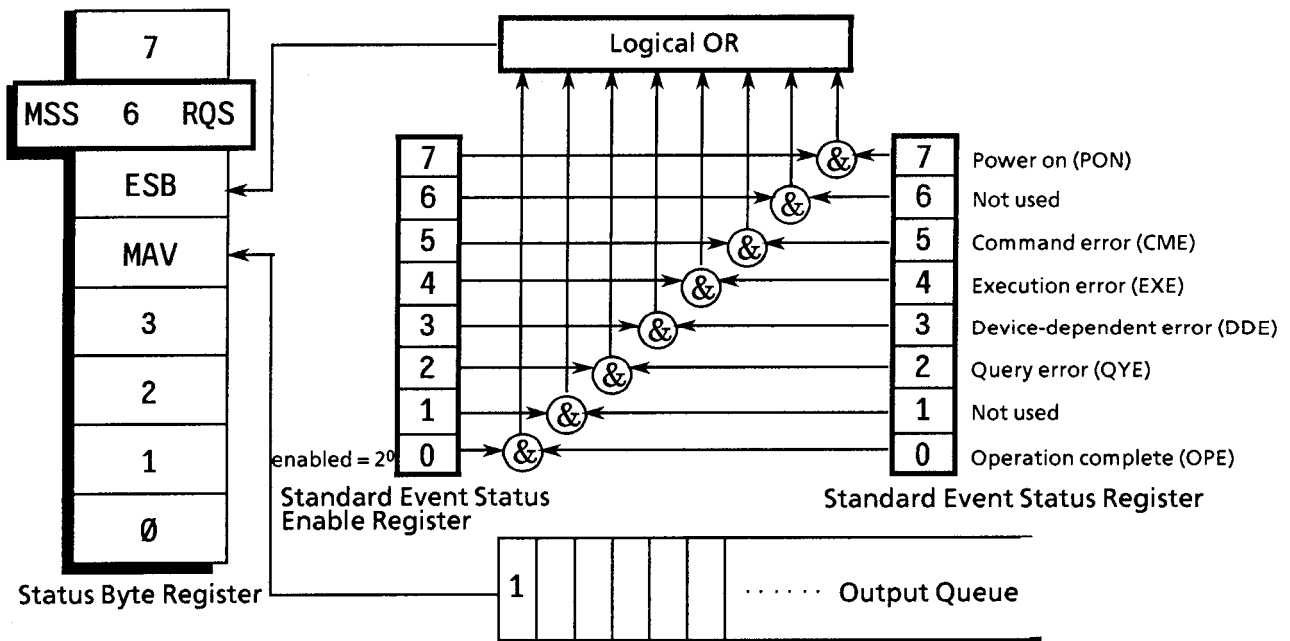 7
MSS 6 RQS
ESB
MAV
3
2
1
0
Status Byte Register
Logical OR
7
6
5
4
3
2
1
enabled = 2⁰ 0
Standard Event Status
Enable Register
&
&
&
&
&
&
&
&
7 Power on (PON)
6 Not used
5 Command error (CME)
4 Execution error (EXE)
3 Device-dependent error (DDE)
2 Query error (QYE)
1 Not used
0 Operation complete (OPE)
Standard Event Status Register
1 ······ Output Queue